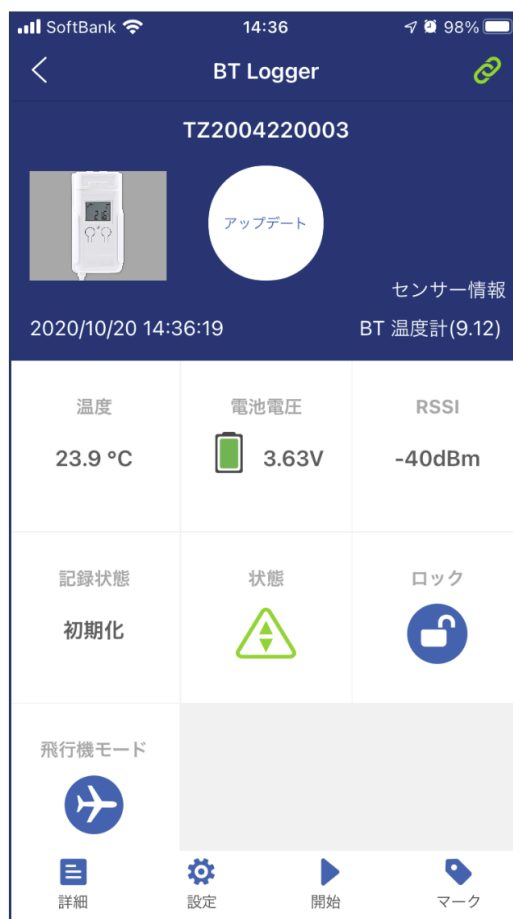 SoftBank 14:36 98%
BT Logger
TZ2004220003
アップデート
センサー情報
2020/10/20 14:36:19 BT 温度計(9.12)
温度 電池電圧 RSSI
23.9 °C 3.63V -40dBm
記録状態 状態 ロック
初期化
飛行機モード
詳細 設定 開始 マーク